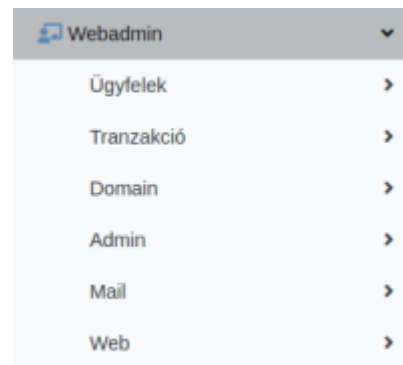 Webadmin
Ügyfelek
Tranzakció
Domain
Admin
Mail
Web